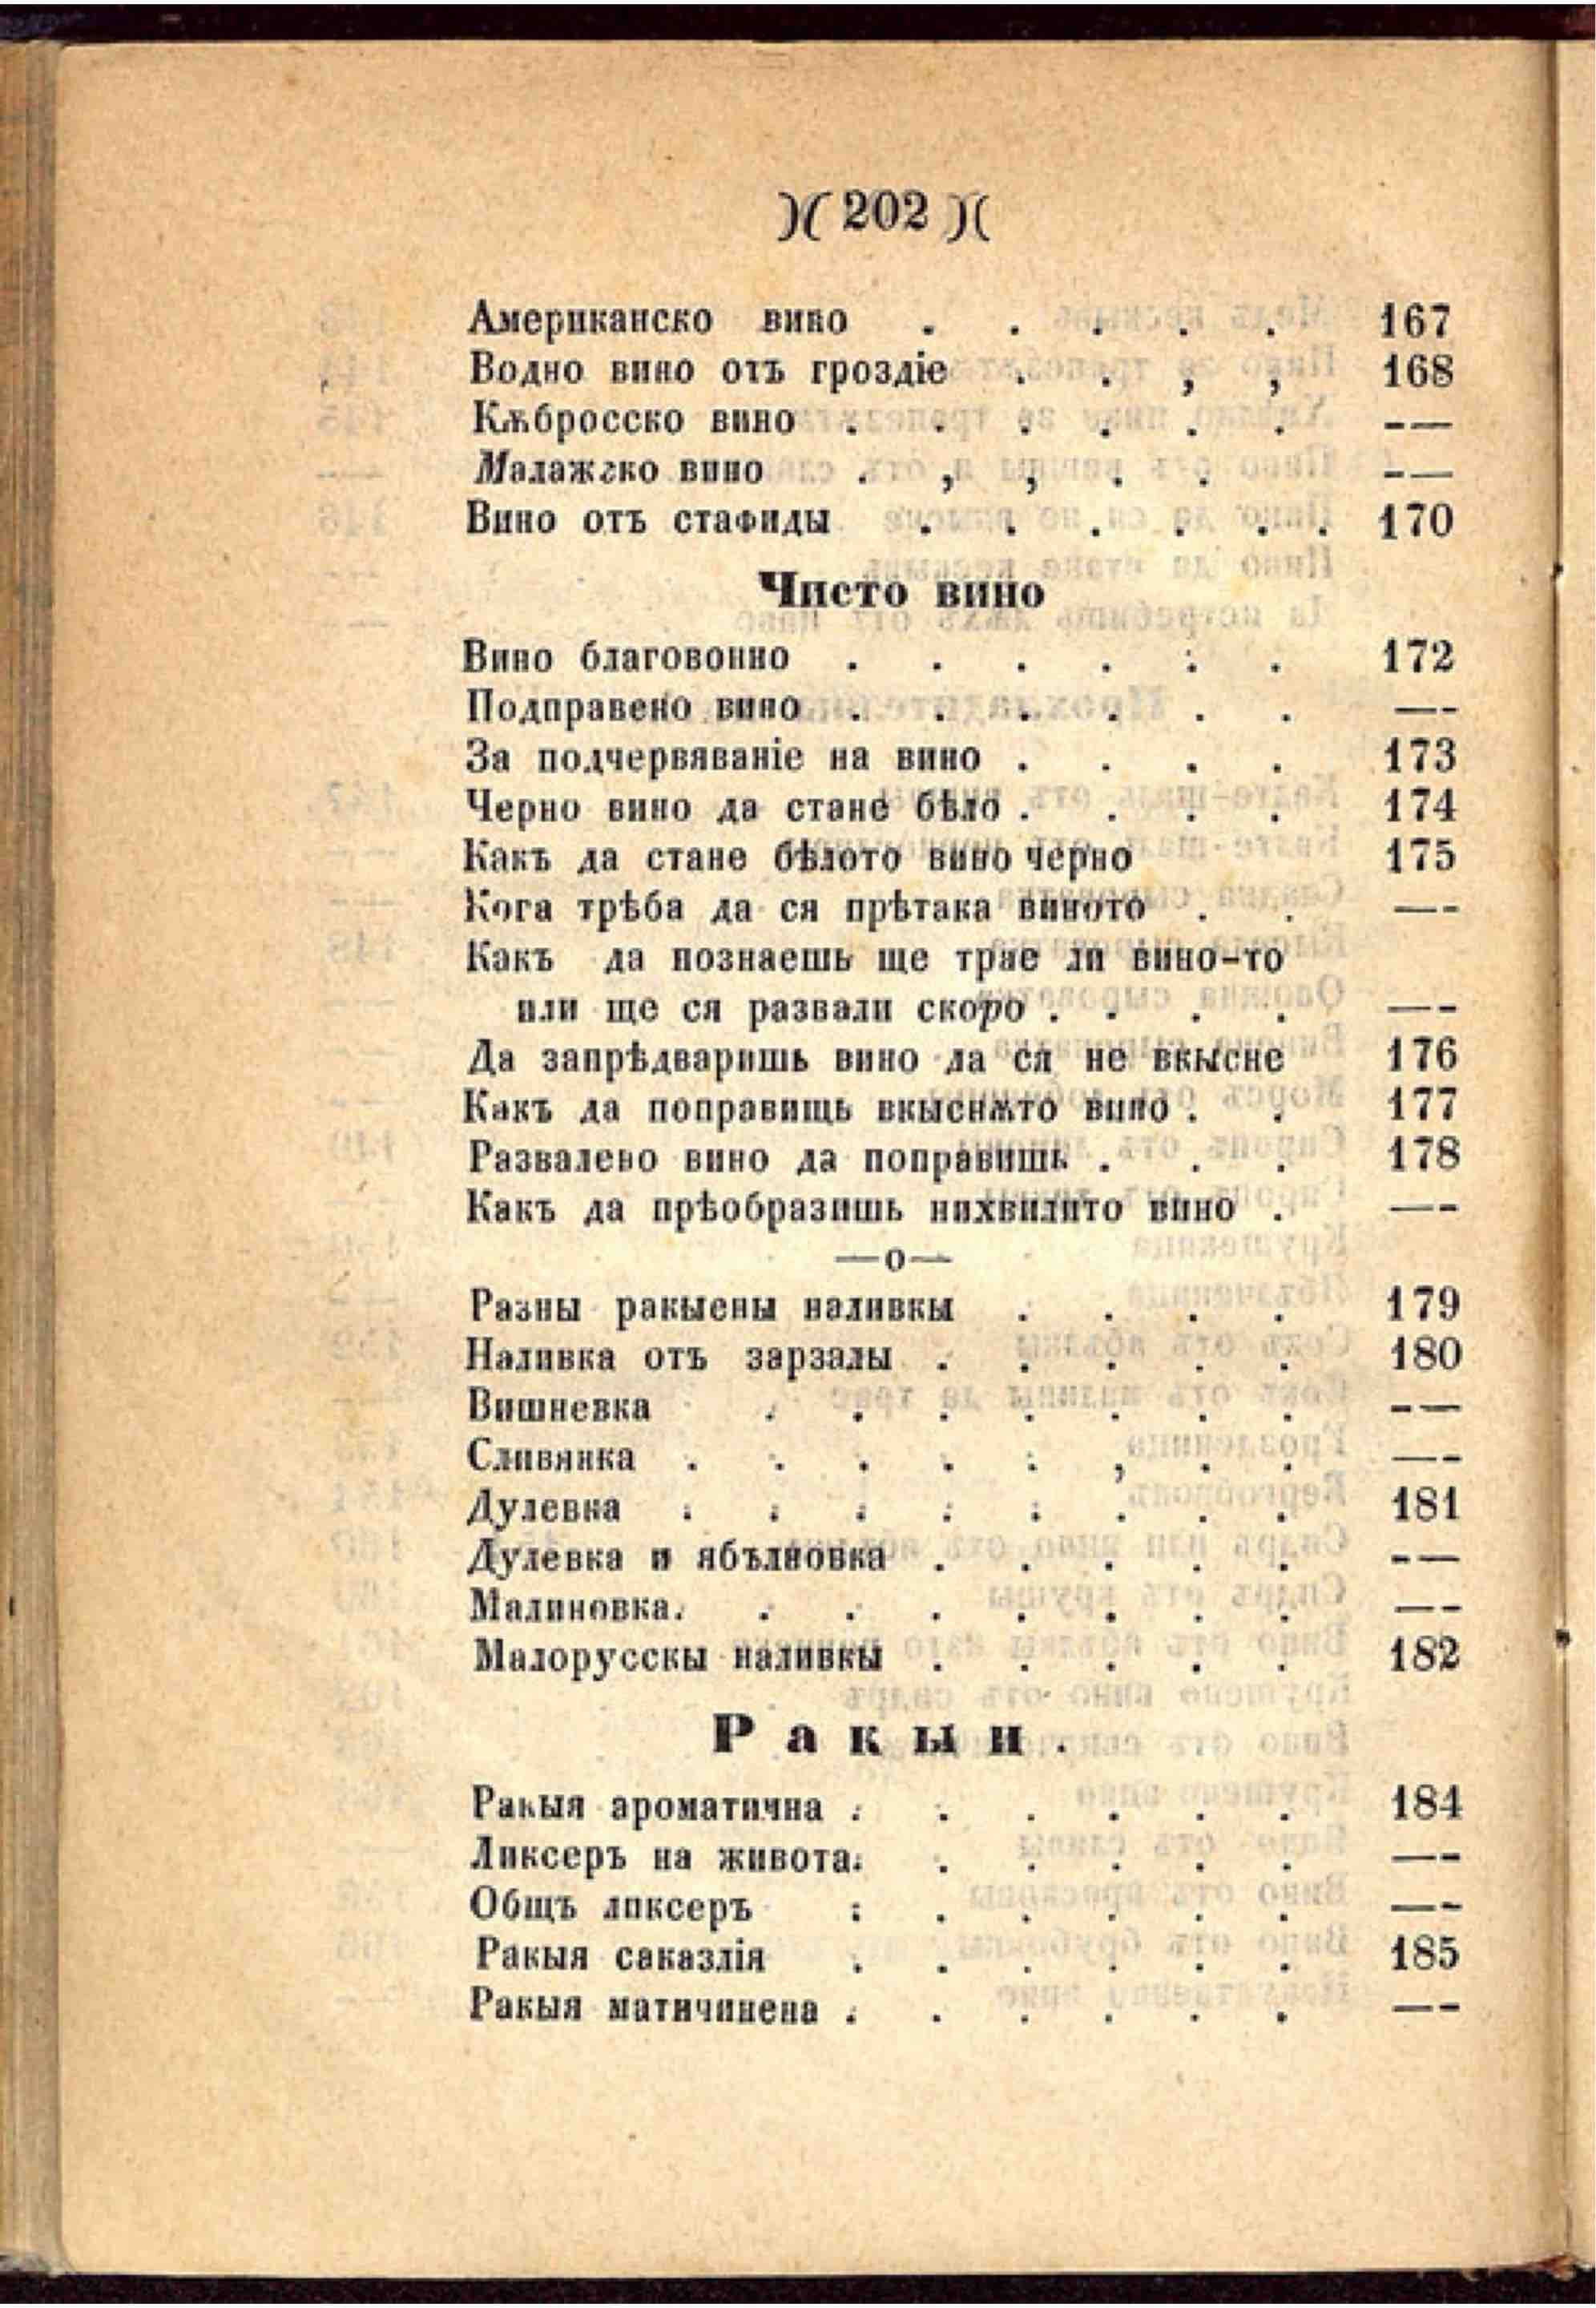 )( 202 )(
Американско вино . . . . . 167
Водно вино отъ гроздіе . . , , 168
Кѫбросско вино . . . . . . -—
Малажско вино . , , . . -—
Вино отъ стафиды . . . . . . 170
Чисто вино
Вино благовонно . . . . : . 172
Подправено вино . . . . . . —-
За подчервяваніе на вино . . . . 173
Черно вино да стане бѣло . . . . 174
Какъ да стане бѣлото вино черно 175
Кога трѣба да ся прѣтака виното . . —-
Какъ да познаешь ще трае ли вино-то
или ще ся развали скоро . . . . —-
Да запрѣдваришь вино да ся не вкысне 176
Какъ да поправищь вкыснѫто вино . . 177
Развалено вино да поправишь . . . 178
Какъ да прѣобразишь нихвилито вино . —-
—о—
Разны ракыены наливкы . . . . 179
Наливка отъ зарзалы . . . . . 180
Вишневка . . . . . . . -—
Сливянка . . . . : , . . —-
Дулевка : : : : : . . . 181
Дулевка и ябълковка . . . . . -—
Малиновка. . . . . . . . —-
Малорусскы наливкы . . . . . 182
Ракыи.
Ракыя ароматична . . . . . . 184
Ликсеръ на живота. . . . . . —-
Общъ ликсеръ : . . . . . —-
Ракыя саказлія . . . . . . 185
Ракыя матичинена . . . . . . —-